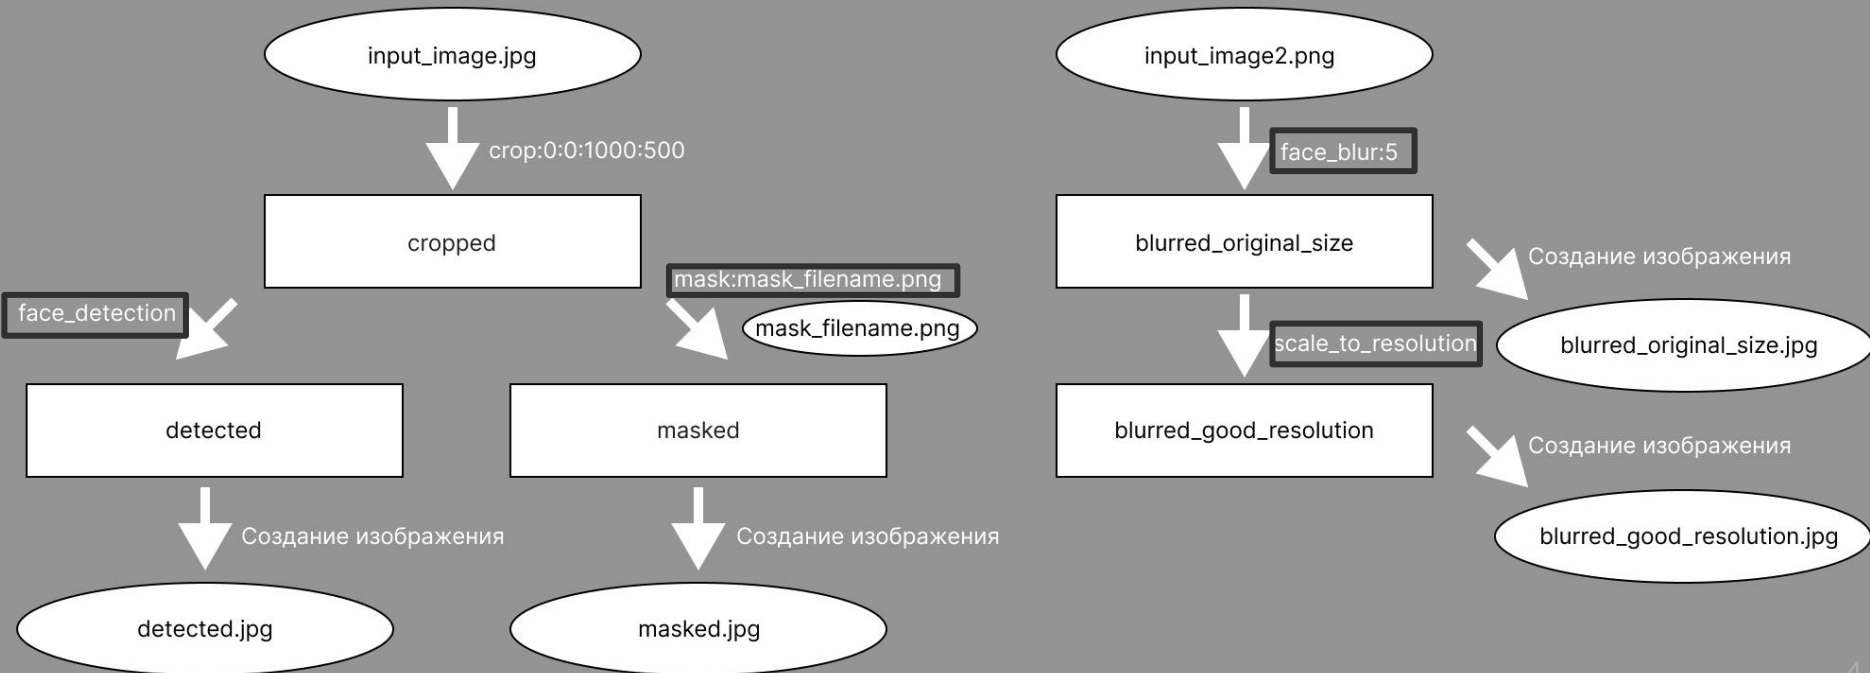 input_image.jpg
crop:0:0:1000:500
cropped
face_detection
mask:mask_filename.png
mask_filename.png
detected
masked
Создание изображения
Создание изображения
detected.jpg
masked.jpg
input_image2.png
face_blur:5
blurred_original_size
Создание изображения
scale_to_resolution
blurred_original_size.jpg
blurred_good_resolution
Создание изображения
blurred_good_resolution.jpg
4